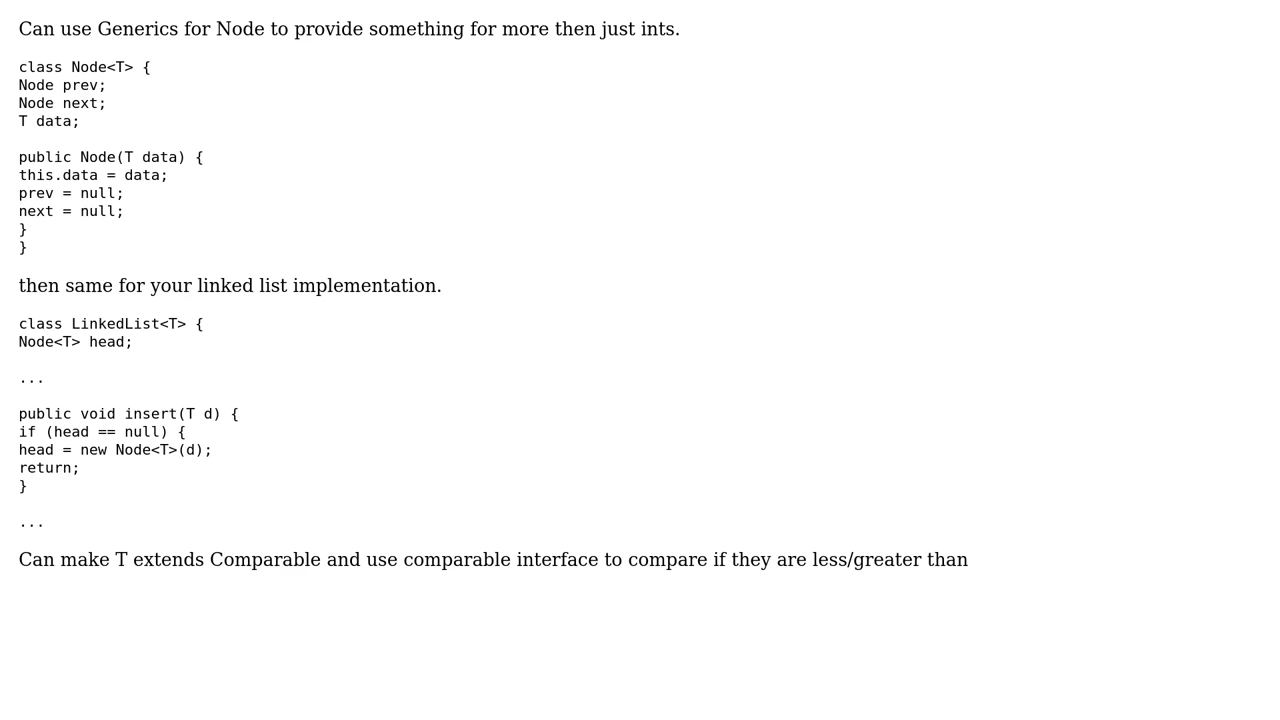 Can use Generics for Node to provide something for more then just ints.
class Node<T> {
Node prev;
Node next;
T data;
public Node(T data) {
this.data = data;
prev = null;
next = null;
}
}
then same for your linked list implementation.
class LinkedList<T> {
Node<T> head;
...
public void insert(T d) {
if (head == null) {
head = new Node<T>(d);
return;
}
...
Can make T extends Comparable and use comparable interface to compare if they are less/greater than